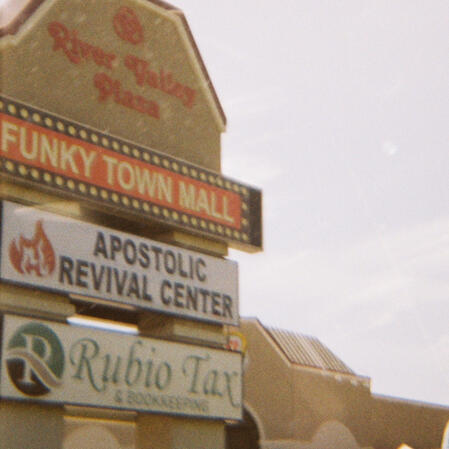 River Valley
Plaza
FUNKY TOWN MALL
APOSTOLIC
REVIVAL CENTER
R Rubio Tax
& BOOKKEEPING